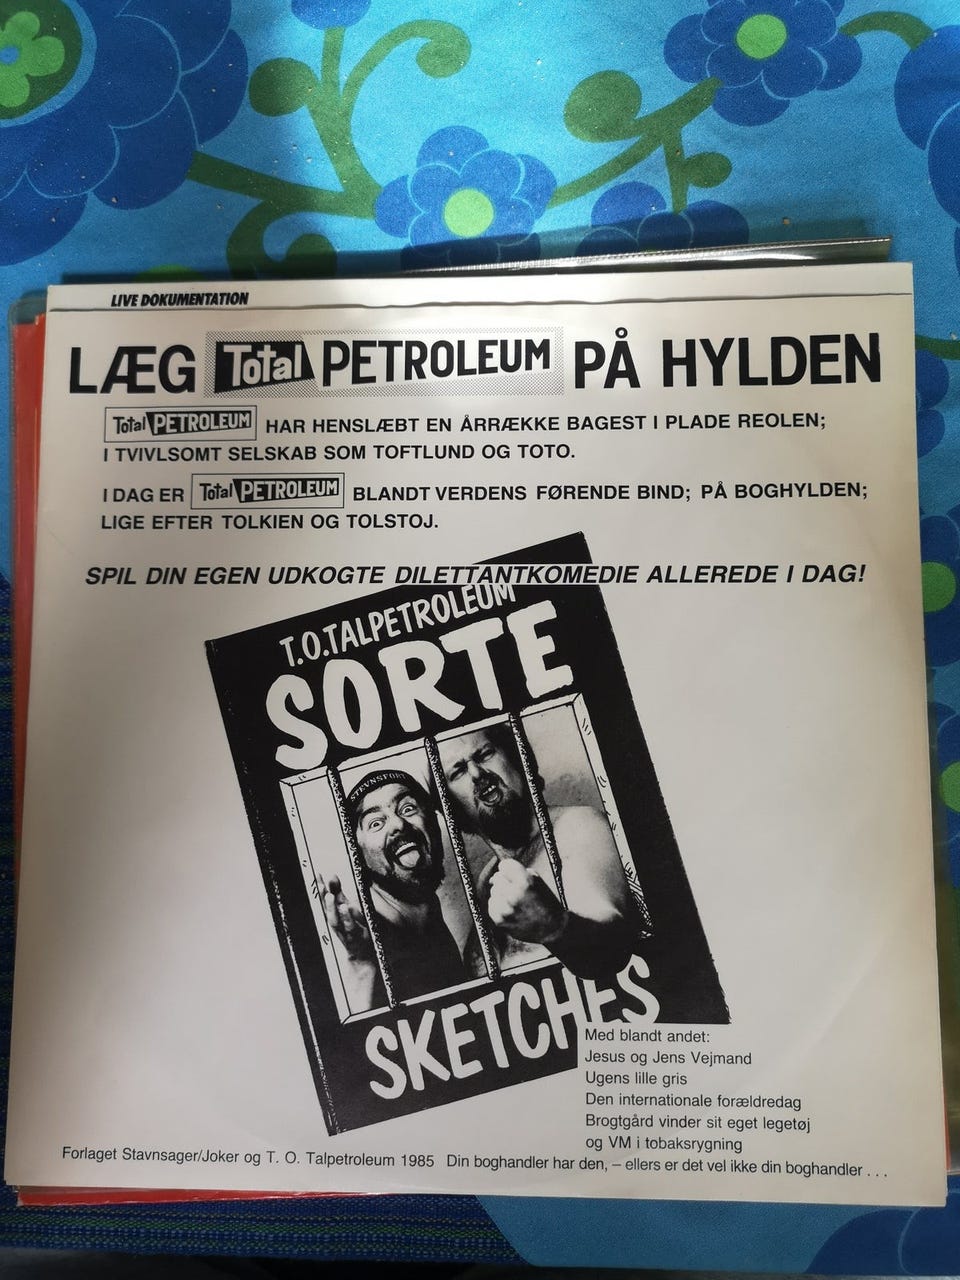 LIVE DOKUMENTATION
LÆG Total PETROLEUM PÅ HYLDEN
Total PETROLEUM HAR HENSLÆBT EN ÅRRÆKKE BAGEST I PLADE REOLEN;
I TVIVLSOMT SELSKAB SOM TOFTLUND OG TOTO.
I DAG ER Total PETROLEUM BLANDT VERDENS FØRENDE BIND; PÅ BOGHYLDEN;
LIGE EFTER TOLKIEN OG TOLSTOJ.
SPIL DIN EGEN UDKOGTE DILETTANTKOMEDIE ALLEREDE I DAG!
T.O.TALPETROLEUM
SORTE
STEVNSFORT
SKETCHES
Med blandt andet:
Jesus og Jens Vejmand
Ugens lille gris
Den internationale forældredag
Brogtgård vinder sit eget legetøj
og VM i tobaksrygning
Forlaget Stavnsager/Joker og T. O. Talpetroleum 1985 Din boghandler har den, – ellers er det vel ikke din boghandler . . .